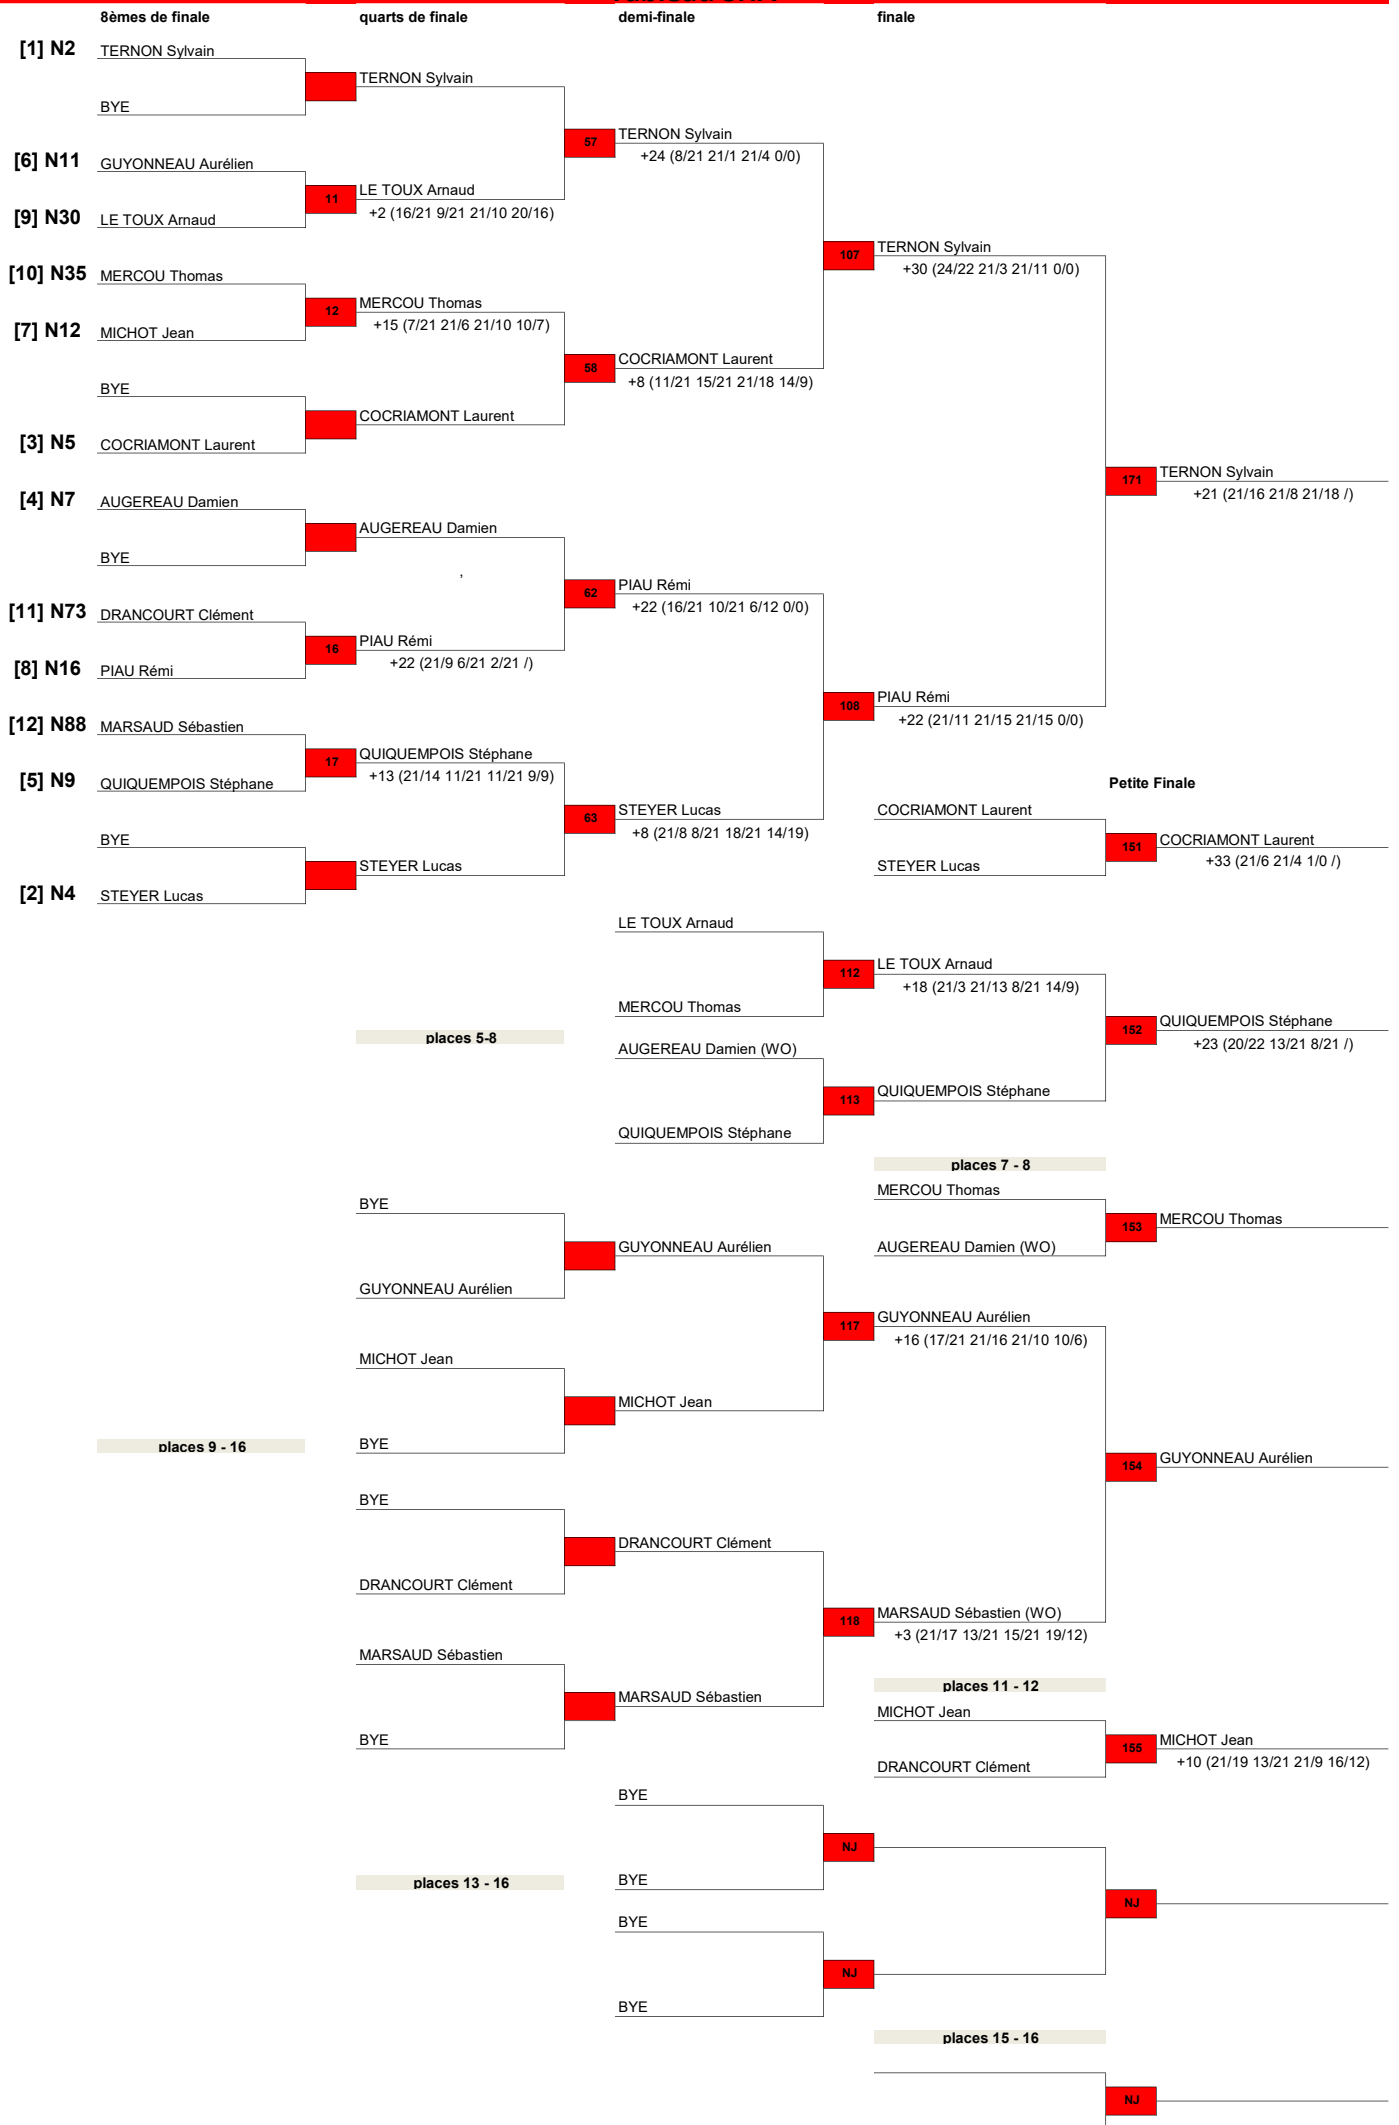 8èmes de finale quarts de finale demi-finale finale
[1] N2 TERNON Sylvain
TERNON Sylvain
BYE
57 TERNON Sylvain
+24 (8/21 21/1 21/4 0/0)
[6] N11 GUYONNEAU Aurélien
11 LE TOUX Arnaud
+2 (16/21 9/21 21/10 20/16)
[9] N30 LE TOUX Arnaud
107 TERNON Sylvain
+30 (24/22 21/3 21/11 0/0)
[10] N35 MERCOU Thomas
12 MERCOU Thomas
+15 (7/21 21/6 21/10 10/7)
[7] N12 MICHOT Jean
58 COCRIAMONT Laurent
+8 (11/21 15/21 21/18 14/9)
BYE
COCRIAMONT Laurent
[3] N5 COCRIAMONT Laurent
171 TERNON Sylvain
+21 (21/16 21/8 21/18 /)
[4] N7 AUGEREAU Damien
AUGEREAU Damien
BYE
,
62 PIAU Rémi
+22 (16/21 10/21 6/12 0/0)
[11] N73 DRANCOURT Clément
16 PIAU Rémi
+22 (21/9 6/21 2/21 /)
[8] N16 PIAU Rémi
108 PIAU Rémi
+22 (21/11 21/15 21/15 0/0)
[12] N88 MARSAUD Sébastien
17 QUIQUEMPOIS Stéphane
+13 (21/14 11/21 11/21 9/9)
[5] N9 QUIQUEMPOIS Stéphane
Petite Finale
63 STEYER Lucas
+8 (21/8 8/21 18/21 14/19)
COCRIAMONT Laurent
BYE
151 COCRIAMONT Laurent
+33 (21/6 21/4 1/0 /)
STEYER Lucas
STEYER Lucas
[2] N4 STEYER Lucas
LE TOUX Arnaud
112 LE TOUX Arnaud
+18 (21/3 21/13 8/21 14/9)
MERCOU Thomas
152 QUIQUEMPOIS Stéphane
+23 (20/22 13/21 8/21 /)
places 5-8
AUGEREAU Damien (WO)
113 QUIQUEMPOIS Stéphane
QUIQUEMPOIS Stéphane
places 7 - 8
MERCOU Thomas
BYE
153 MERCOU Thomas
GUYONNEAU Aurélien
AUGEREAU Damien (WO)
GUYONNEAU Aurélien
117 GUYONNEAU Aurélien
+16 (17/21 21/16 21/10 10/6)
MICHOT Jean
MICHOT Jean
places 9 - 16
BYE
154 GUYONNEAU Aurélien
BYE
DRANCOURT Clément
DRANCOURT Clément
118 MARSAUD Sébastien (WO)
+3 (21/17 13/21 15/21 19/12)
MARSAUD Sébastien
places 11 - 12
MARSAUD Sébastien
MICHOT Jean
BYE
155 MICHOT Jean
+10 (21/19 13/21 21/9 16/12)
DRANCOURT Clément
BYE
NJ
places 13 - 16
BYE
NJ
BYE
NJ
BYE
places 15 - 16
NJ